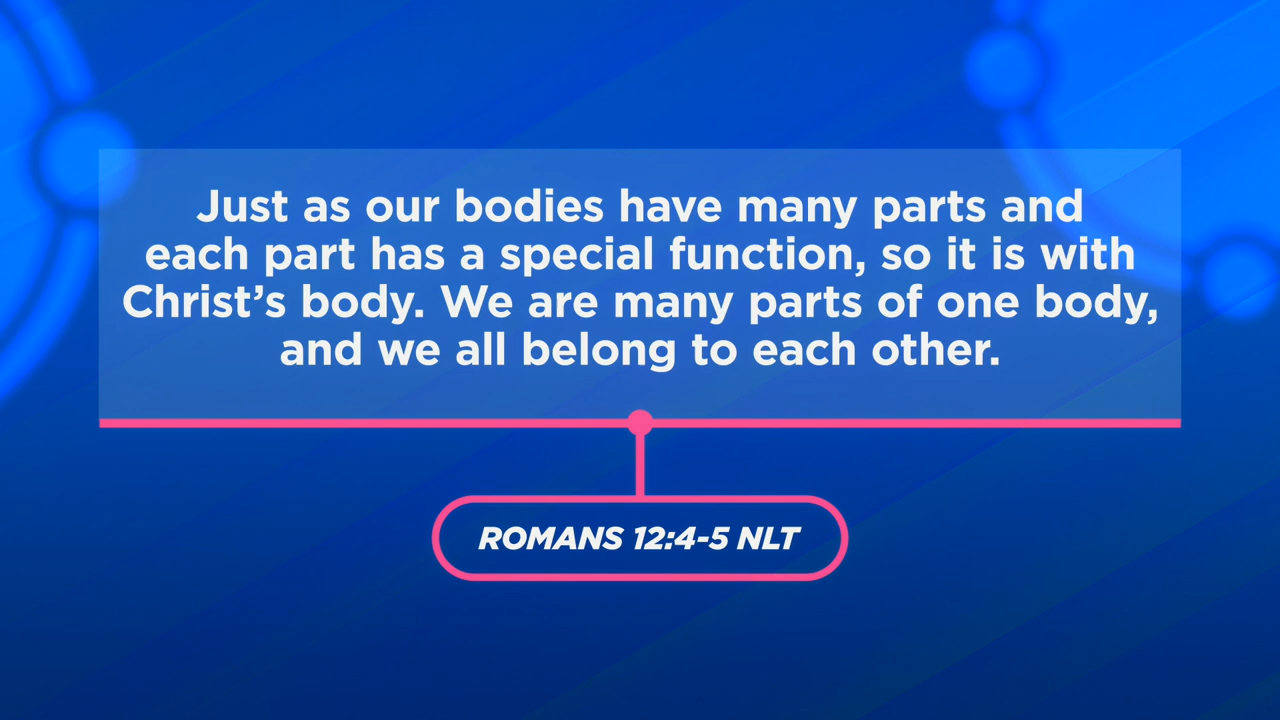 Just as our bodies have many parts and
each part has a special function, so it is with
Christ’s body. We are many parts of one body,
and we all belong to each other.
ROMANS 12:4-5 NLT